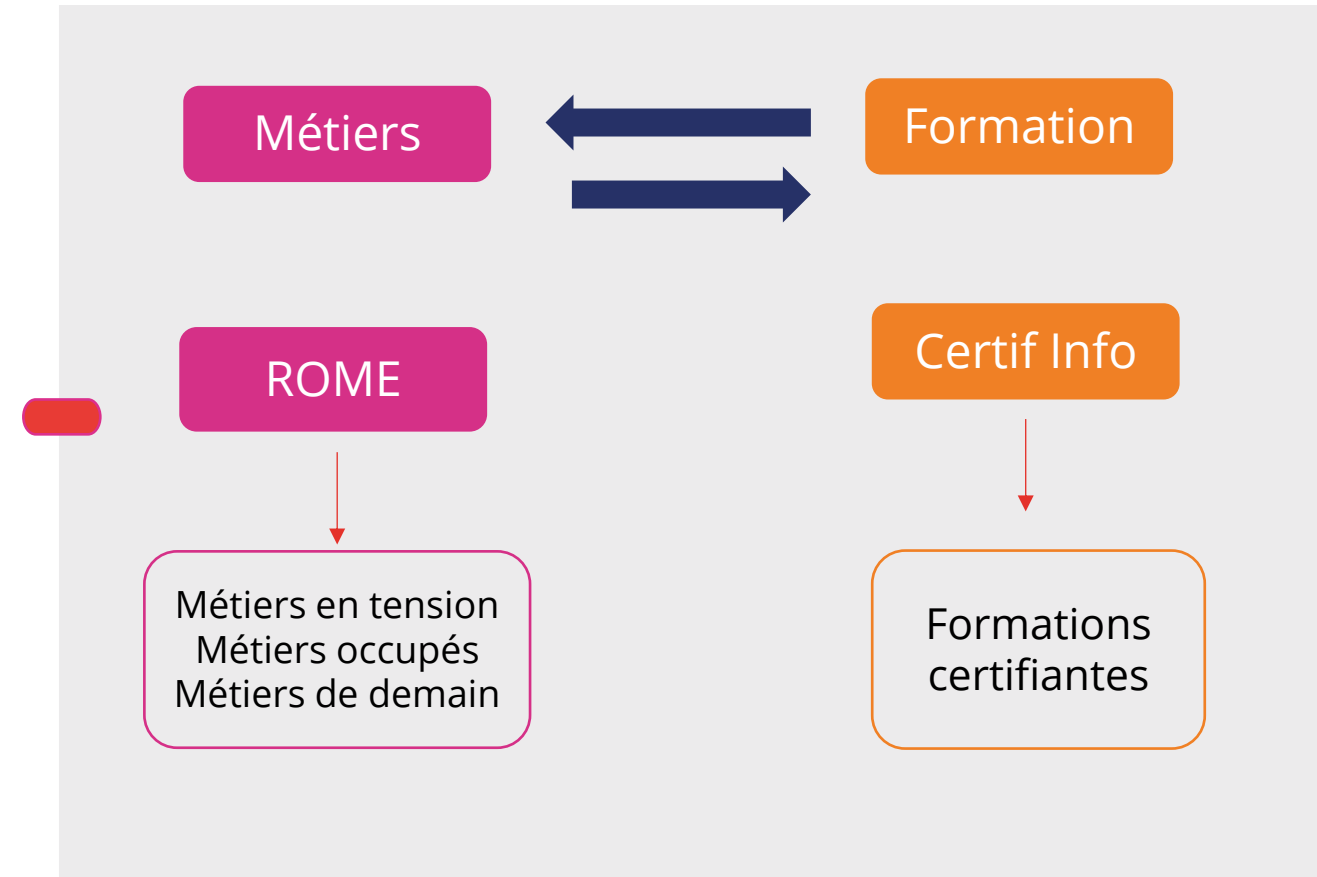 Métiers
Formation
ROME
Certif Info
Métiers en tension
Métiers occupés
Métiers de demain
Formations
certifiantes